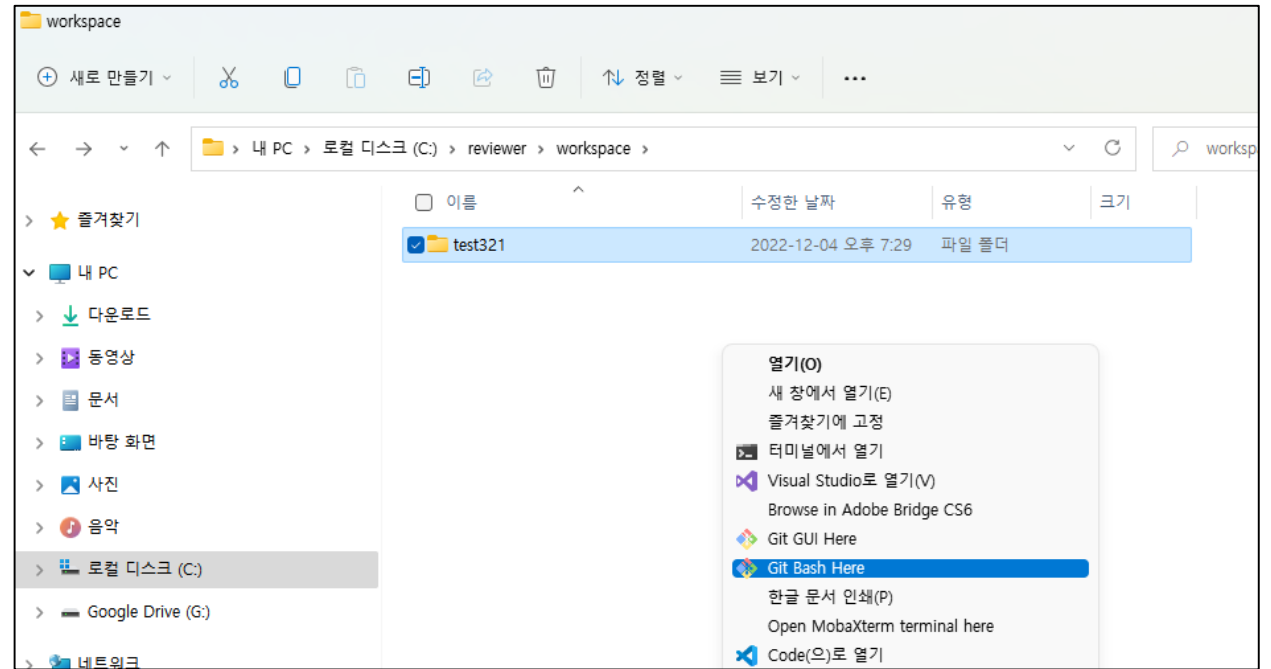 workspace
새로 만들기 정렬 보기 ...
내 PC 로컬 디스크 (C:) reviewer workspace worksp
이름 수정한 날짜 유형 크기
즐겨찾기
test321 2022-12-04 오후 7:29 파일 폴더
내 PC
다운로드
동영상
문서
바탕 화면
사진
음악
로컬 디스크 (C:)
Google Drive (G:)
네트워크
열기(O)
새 창에서 열기(E)
즐겨찾기에 고정
터미널에서 열기
Visual Studio로 열기(V)
Browse in Adobe Bridge CS6
Git GUI Here
Git Bash Here
한글 문서 인쇄(P)
Open MobaXterm terminal here
Code(으)로 열기